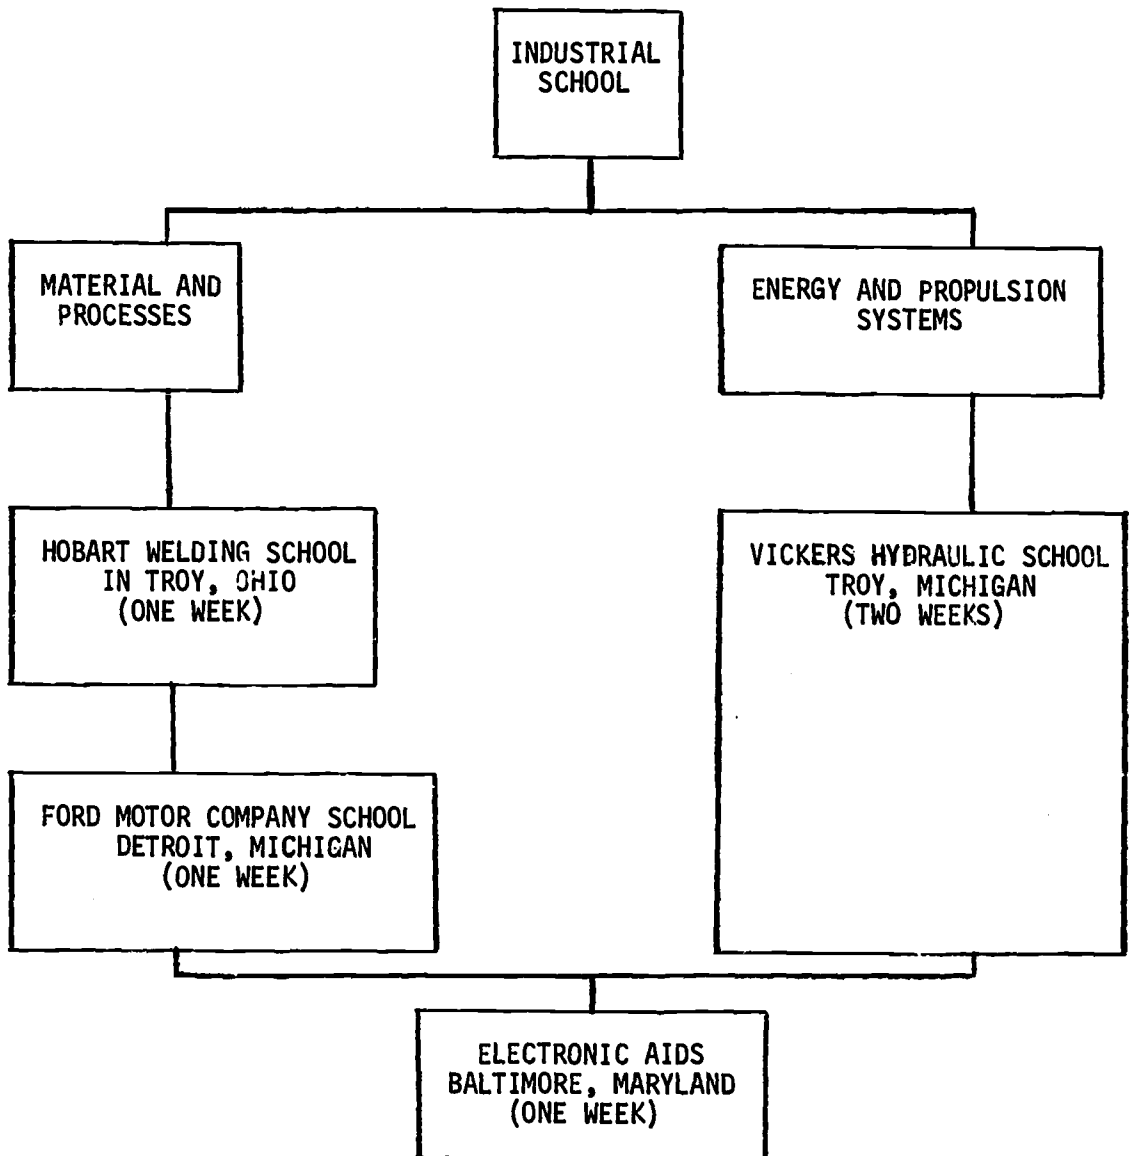 INDUSTRIAL
SCHOOL
MATERIAL AND
PROCESSES
ENERGY AND PROPULSION
SYSTEMS
HOBART WELDING SCHOOL
IN TROY, OHIO
(ONE WEEK)
VICKERS HYDRAULIC SCHOOL
TROY, MICHIGAN
(TWO WEEKS)
FORD MOTOR COMPANY SCHOOL
DETROIT, MICHIGAN
(ONE WEEK)
ELECTRONIC AIDS
BALTIMORE, MARYLAND
(ONE WEEK)